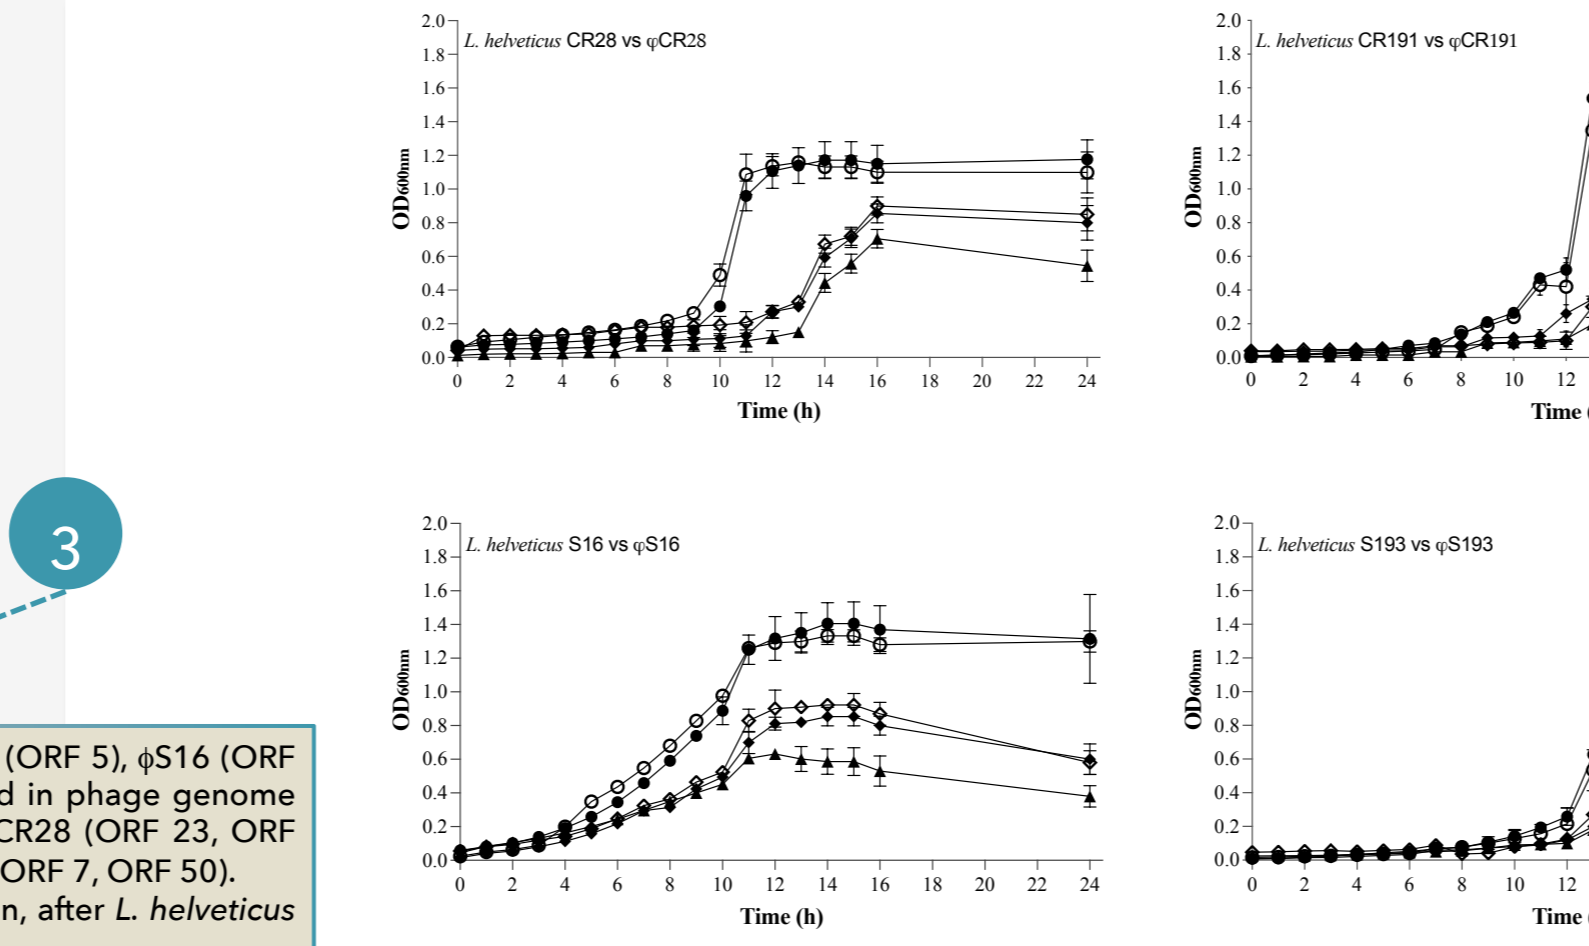 L. helveticus CR28 vs φCR28
2.0
1.8
1.6
1.4
1.2
1.0
0.8
0.6
0.4
0.2
0.0
OD600nm
0 2 4 6 8 10 12 14 16 18 20 22 24
Time (h)
L. helveticus CR191 vs φCR191
2.0
1.8
1.6
1.4
1.2
1.0
0.8
0.6
0.4
0.2
0.0
OD600nm
0 2 4 6 8 10 12
Time (
3
L. helveticus S16 vs φS16
2.0
1.8
1.6
1.4
1.2
1.0
0.8
0.6
0.4
0.2
0.0
OD600nm
0 2 4 6 8 10 12 14 16 18 20 22 24
Time (h)
L. helveticus S193 vs φS193
2.0
1.8
1.6
1.4
1.2
1.0
0.8
0.6
0.4
0.2
0.0
OD600nm
0 2 4 6 8 10 12
Time (
(ORF 5), ϕS16 (ORF
d in phage genome
CR28 (ORF 23, ORF
ORF 7, ORF 50).
n, after L. helveticus